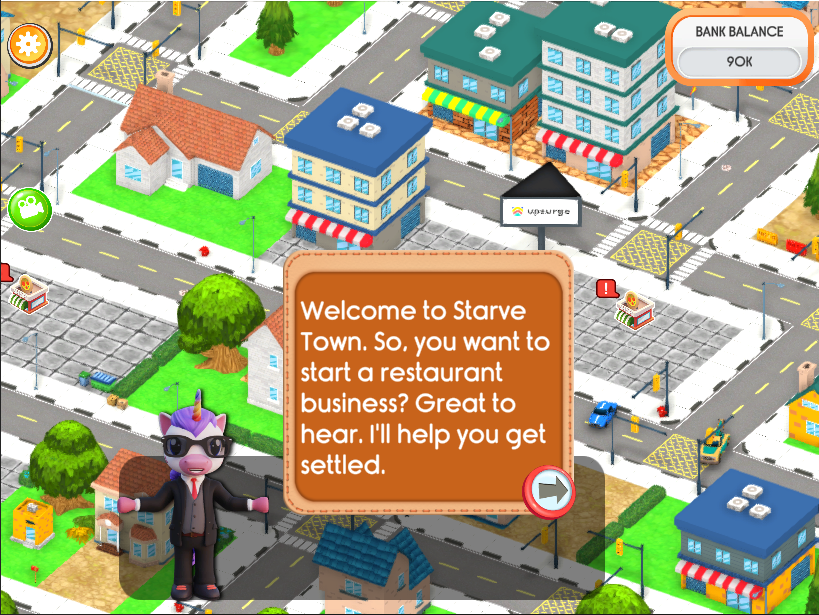 BANK BALANCE
90K
upsurge
!
!
Welcome to Starve
Town. So, you want to
start a restaurant
business? Great to
hear. I'll help you get
settled.